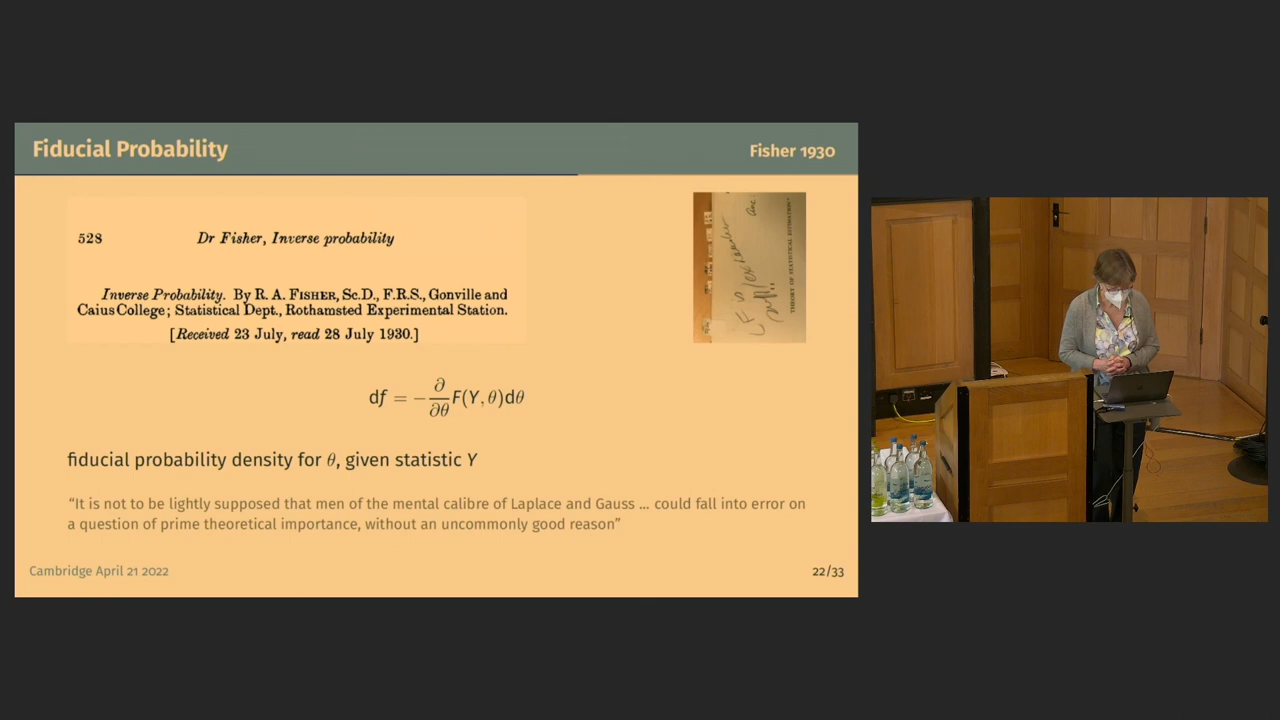 Fiducial Probability
Fisher 1930
528 Dr Fisher, Inverse probability
Inverse Probability. By R. A. FISHER, Sc.D., F.R.S., Gonville and
Caius College; Statistical Dept., Rothamsted Experimental Station.
[Received 23 July, read 28 July 1930.]
THEORY OF STATISTICAL ESTIMATION
df = −∂/∂θ F(Y, θ)dθ
fiducial probability density for θ, given statistic Y
“It is not to be lightly supposed that men of the mental calibre of Laplace and Gauss ... could fall into error on
a question of prime theoretical importance, without an uncommonly good reason”
Cambridge April 21 2022
22/33